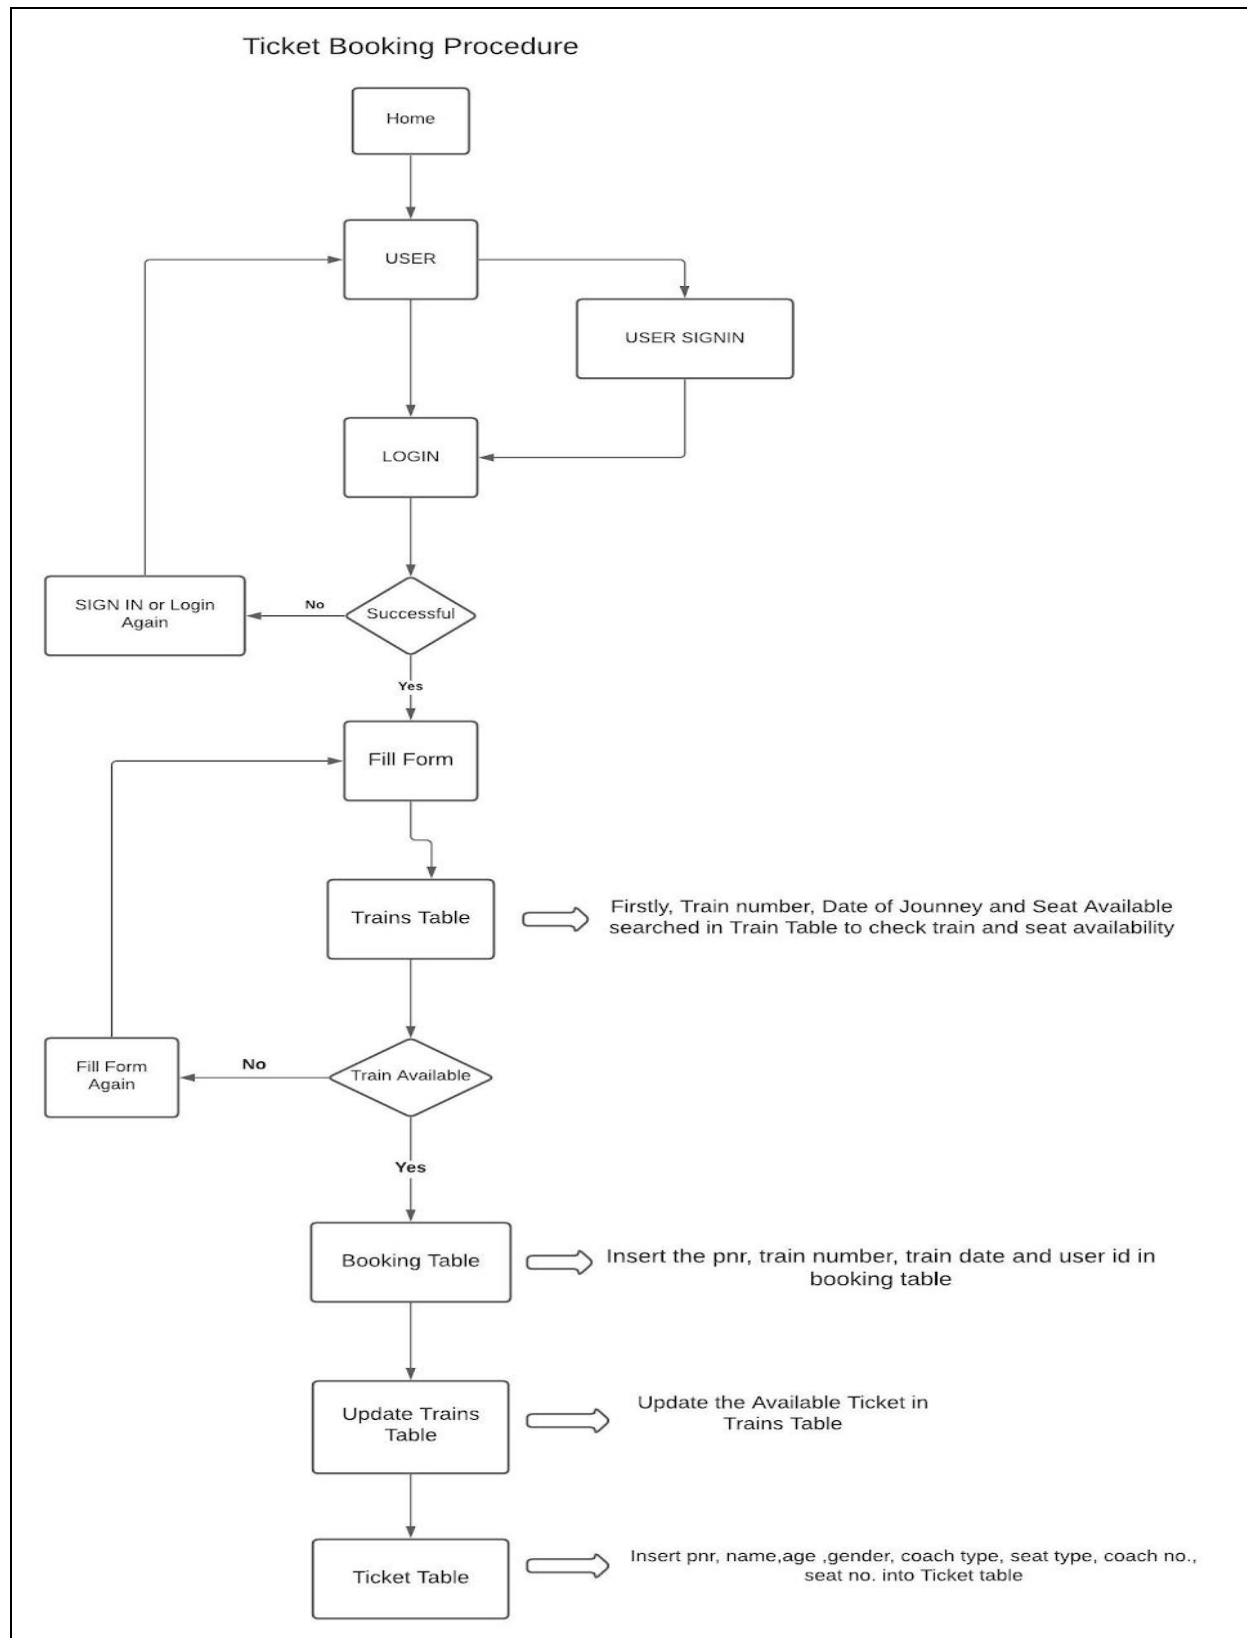 Ticket Booking Procedure
Home
USER
USER SIGNIN
LOGIN
SIGN IN or Login
Again
No
Successful
Yes
Fill Form
Trains Table
Firstly, Train number, Date of Jounney and Seat Available
searched in Train Table to check train and seat availability
Fill Form
Again
No
Train Available
Yes
Booking Table
Insert the pnr, train number, train date and user id in
booking table
Update Trains
Table
Update the Available Ticket in
Trains Table
Ticket Table
Insert pnr, name,age ,gender, coach type, seat type, coach no.,
seat no. into Ticket table